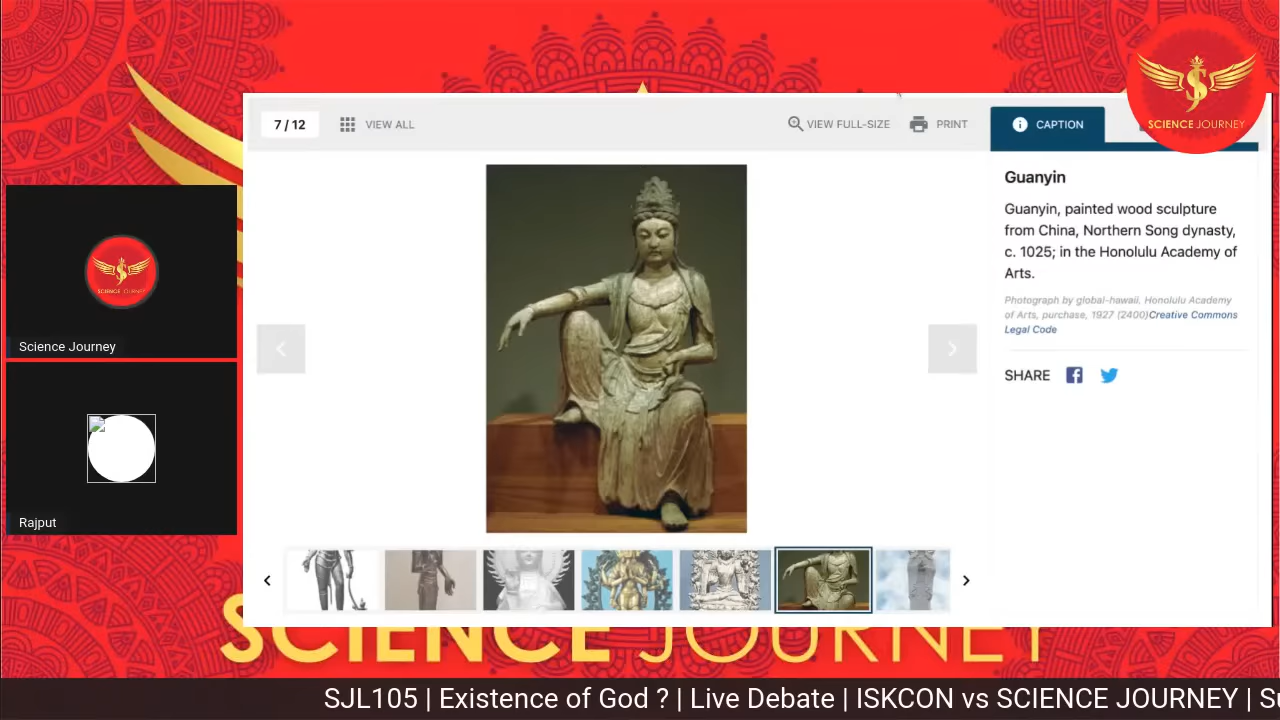 7 / 12
VIEW ALL
VIEW FULL-SIZE
PRINT
CAPTION
SCIENCE JOURNEY
Guanyin
Guanyin, painted wood sculpture
from China, Northern Song dynasty,
c. 1025; in the Honolulu Academy of
Arts.
Photograph by global-hawaii. Honolulu Academy
of Arts, purchase, 1927 (2400)Creative Commons
Legal Code
SHARE
SCIENCE JOURNEY
Science Journey
Rajput
SCIENCE JOURNEY
SJL105 | Existence of God ? | Live Debate | ISKCON vs SCIENCE JOURNEY |